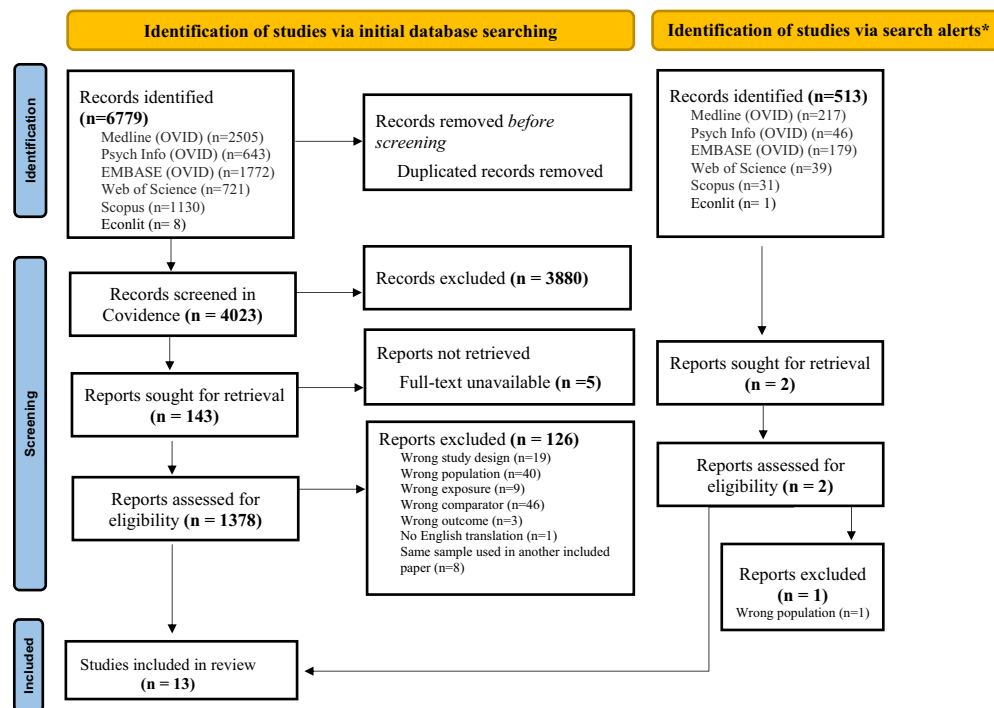 Identification of studies via initial database searching
Identification of studies via search alerts*
Identification
Records identified
(n=6779)
Medline (OVID) (n=2505)
Psych Info (OVID) (n=643)
EMBASE (OVID) (n=1772)
Web of Science (n=721)
Scopus (n=1130)
Econlit (n= 8)
Records removed before
screening
Duplicated records removed
Records identified (n=513)
Medline (OVID) (n=217)
Psych Info (OVID) (n=46)
EMBASE (OVID) (n=179)
Web of Science (n=39)
Scopus (n=31)
Econlit (n= 1)
Screening
Records screened in
Covidence (n = 4023)
Records excluded (n = 3880)
Reports sought for retrieval
(n = 143)
Reports not retrieved
Full-text unavailable (n =5)
Reports sought for retrieval
(n = 2)
Reports assessed for
eligibility (n = 1378)
Reports excluded (n = 126)
Wrong study design (n=19)
Wrong population (n=40)
Wrong exposure (n=9)
Wrong comparator (n=46)
Wrong outcome (n=3)
No English translation (n=1)
Same sample used in another included
paper (n=8)
Reports assessed for
eligibility (n = 2)
Reports excluded
(n = 1)
Wrong population (n=1)
Included
Studies included in review
(n = 13)